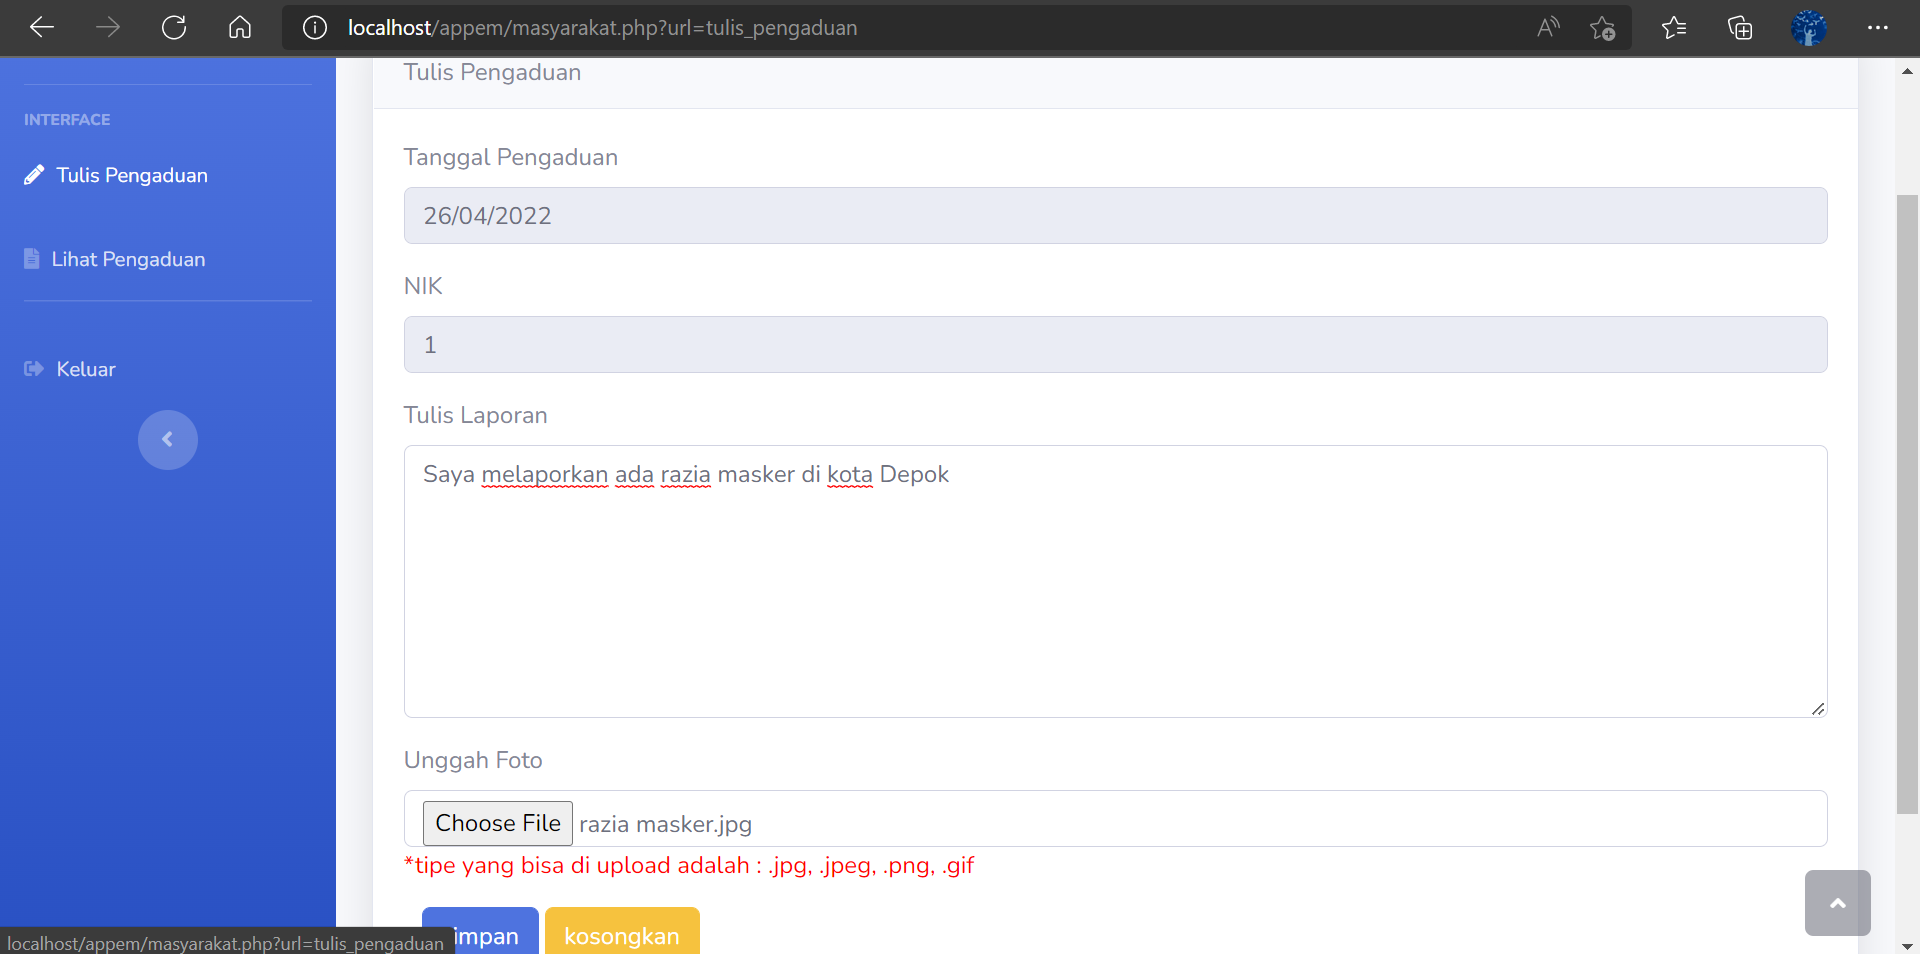 localhost/appem/masyarakat.php?url=tulis_pengaduan
INTERFACE
Tulis Pengaduan
Lihat Pengaduan
Keluar
Tulis Pengaduan
Tanggal Pengaduan
26/04/2022
NIK
1
Tulis Laporan
Saya melaporkan ada razia masker di kota Depok
Unggah Foto
Choose File razia masker.jpg
*tipe yang bisa di upload adalah : .jpg, .jpeg, .png, .gif
impan kosongkan
localhost/appem/masyarakat.php?url=tulis_pengaduan